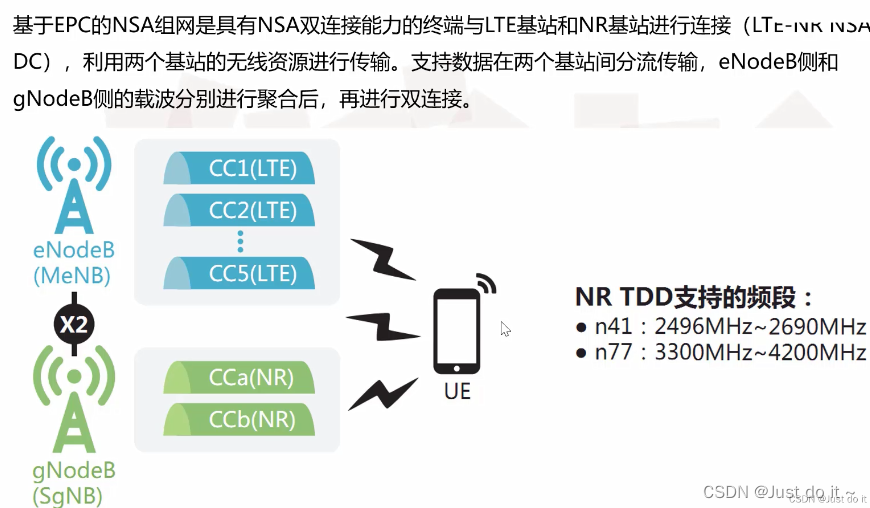 基于EPC的NSA组网是具有NSA双连接能力的终端与LTE基站和NR基站进行连接（LTE-NR NSA
DC），利用两个基站的无线资源进行传输。支持数据在两个基站间分流传输，eNodeB侧和
gNodeB侧的载波分别进行聚合后，再进行双连接。
CC1(LTE)
CC2(LTE)
CC5(LTE)
eNodeB
(MeNB)
X2
CCa(NR)
CCb(NR)
gNodeB
(SgNB)
UE
NR TDD支持的频段：
● n41：2496MHz~2690MHz
● n77：3300MHz~4200MHz
CSDN @Just do it ~
CSDN @Just do it